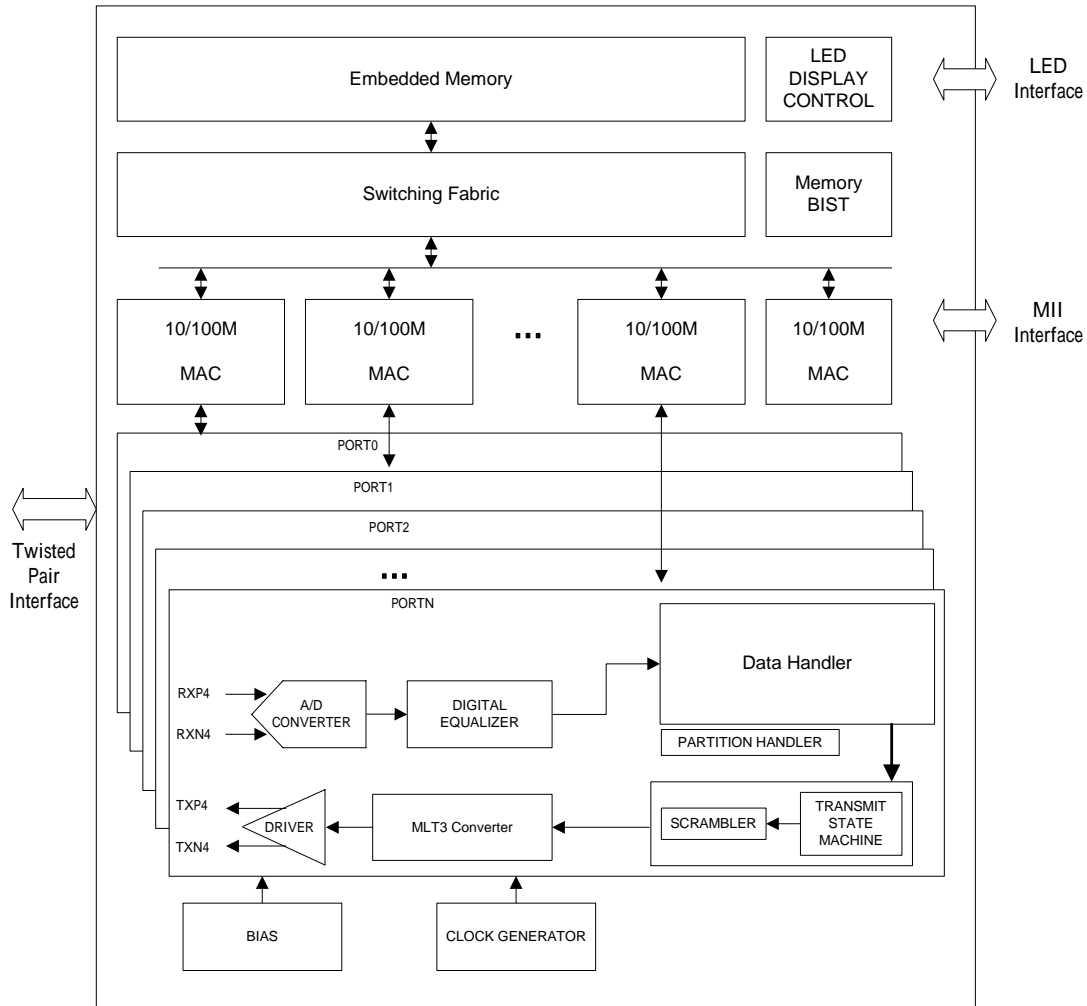 Embedded Memory
LED
DISPLAY
CONTROL
LED
Interface
Switching Fabric
Memory
BIST
10/100M
MAC
10/100M
MAC
...
10/100M
MAC
10/100M
MAC
MII
Interface
PORT0
PORT1
PORT2
...
PORTN
Twisted
Pair
Interface
RXP4
RXN4
A/D
CONVERTER
DIGITAL
EQUALIZER
Data Handler
PARTITION HANDLER
TXP4
TXN4
DRIVER
MLT3 Converter
SCRAMBLER
TRANSMIT
STATE
MACHINE
BIAS
CLOCK GENERATOR